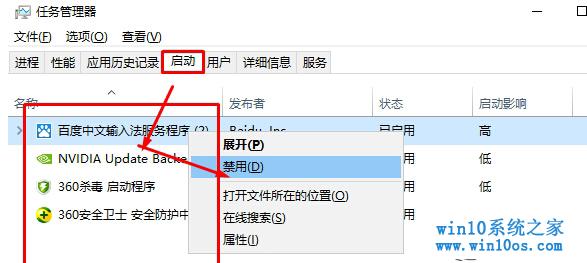 任务管理器
文件(F) 选项(O) 查看(V)
进程 性能 应用历史记录 启动 用户 详细信息 服务
名称 发布者 状态 启动影响
百度中文输入法服务程序 (2) Baidu, Inc. 已启用 高
展开(P)
NVIDIA Update Backe 禁用(D) 用 低
360杀毒 启动程序 打开文件所在的位置(O) 用 低
在线搜索(S)
360安全卫士 安全防护中 用
属性(I)
win10系统之家
www.win10os.com